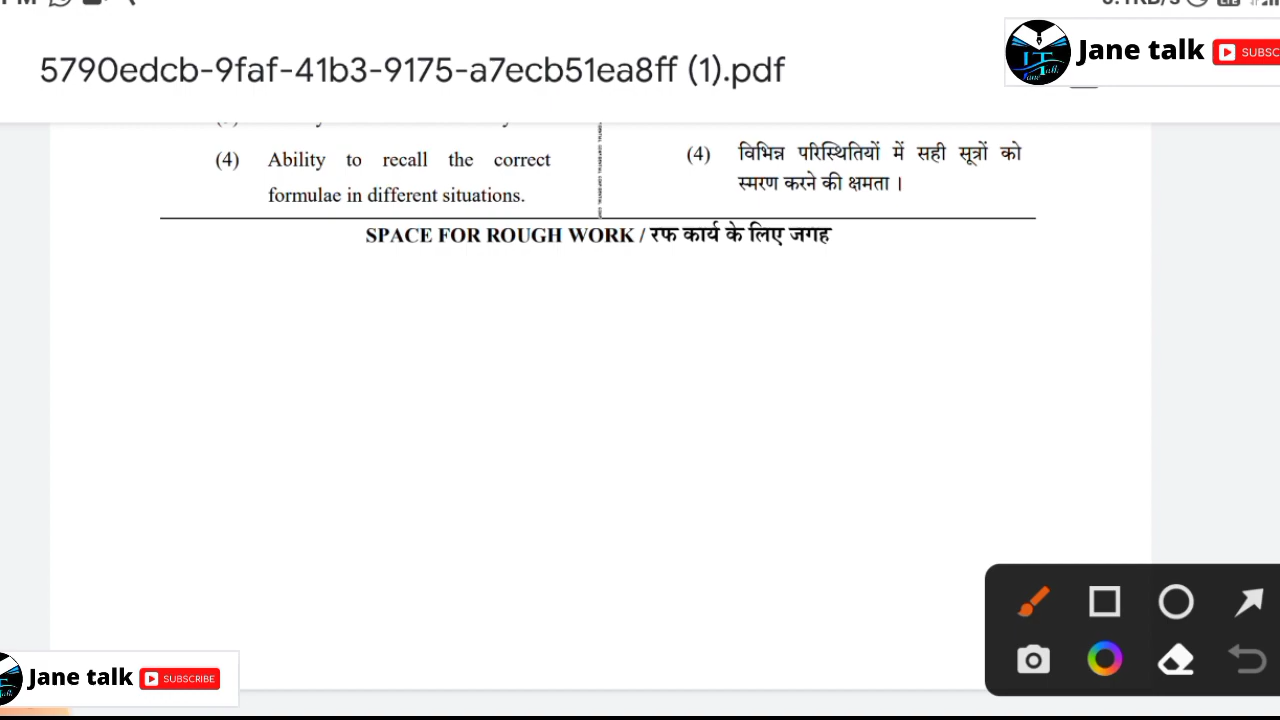 5790edcb-9faf-41b3-9175-a7ecb51ea8ff (1).pdf
Jane talk
SUBSC
(4) Ability to recall the correct
formulae in different situations.
(4) विभिन्न परिस्थितियों में सही सूत्रों को
स्मरण करने की क्षमता ।
SPACE FOR ROUGH WORK / रफ कार्य के लिए जगह
Jane talk
SUBSCRIBE